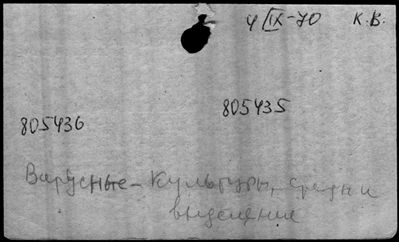 4/IX-70 К.В.
805435
805436
Вирусные - культуры, среды и
выделение